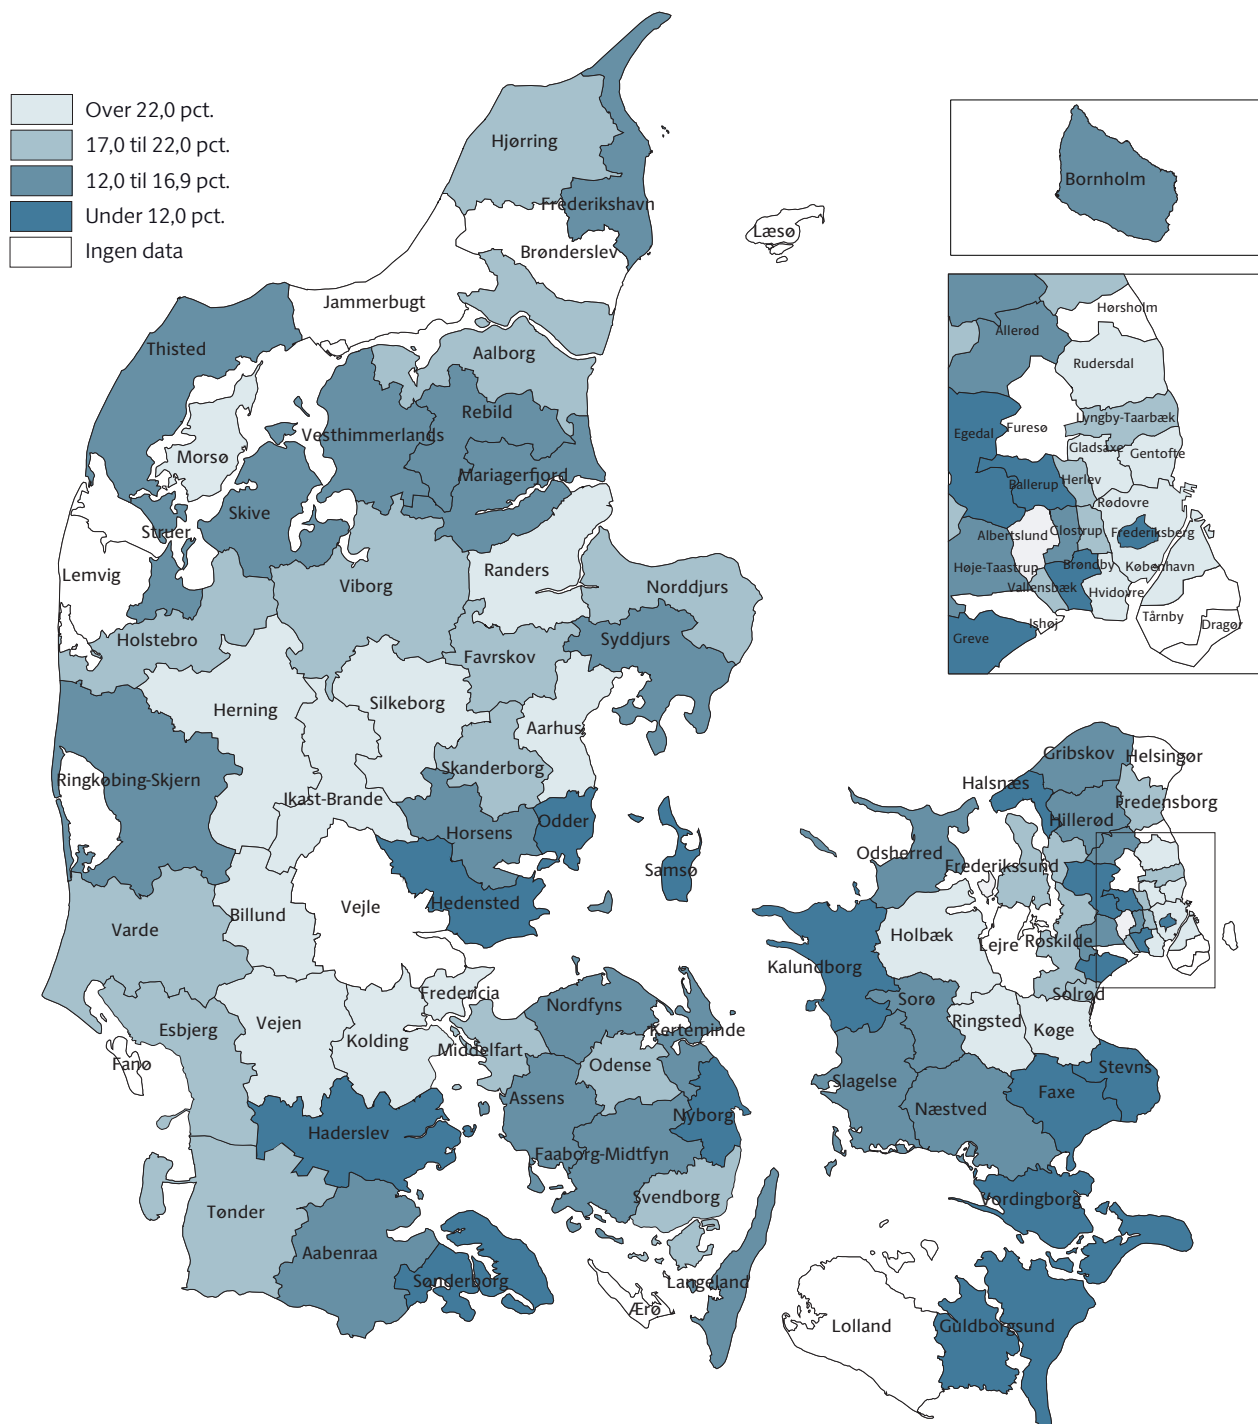 Over 22,0 pct.
17,0 til 22,0 pct.
12,0 til 16,9 pct.
Under 12,0 pct.
Ingen data
Hjørring
Frederikshavn
Læsø
Brønderslev
Jammerbugt
Thisted
Aalborg
Rebild
Vesthimmerlands
Morsø
Mariagerfjord
Skive
Struer
Lemvig
Viborg
Randers
Norddjurs
Holstebro
Favrskov
Syddjurs
Silkeborg
Herning
Aarhus
Skanderborg
Ringkøbing-Skjern
Ikast-Brande
Horsens
Odder
Samsø
Hedensted
Vejle
Billund
Varde
Fredericia
Vejen
Esbjerg
Kolding
Fanø
Middelfart
Nordfyns
Kerteminde
Odense
Assens
Nyborg
Haderslev
Faaborg-Midtfyn
Svendborg
Tønder
Aabenraa
Sønderborg
Langeland
Ærø
Bornholm
Hørsholm
Allerød
Rudersdal
Lyngby-Taarbæk
Furesø
Egedal
Gladsaxe
Gentofte
Ballerup
Herlev
Rødovre
Albertslund
Glostrup
Frederiksberg
Høje-Taastrup
Brøndby
København
Vallensbæk
Hvidovre
Ishøj
Tårnby
Dragør
Greve
Gribskov
Helsingør
Halsnæs
Fredensborg
Hillerød
Odsherred
Frederikssund
Holbæk
Lejre
Røskilde
Kalundborg
Solrød
Sorø
Ringsted
Køge
Stevns
Slagelse
Næstved
Faxe
Vordingborg
Lolland
Guldborgsund